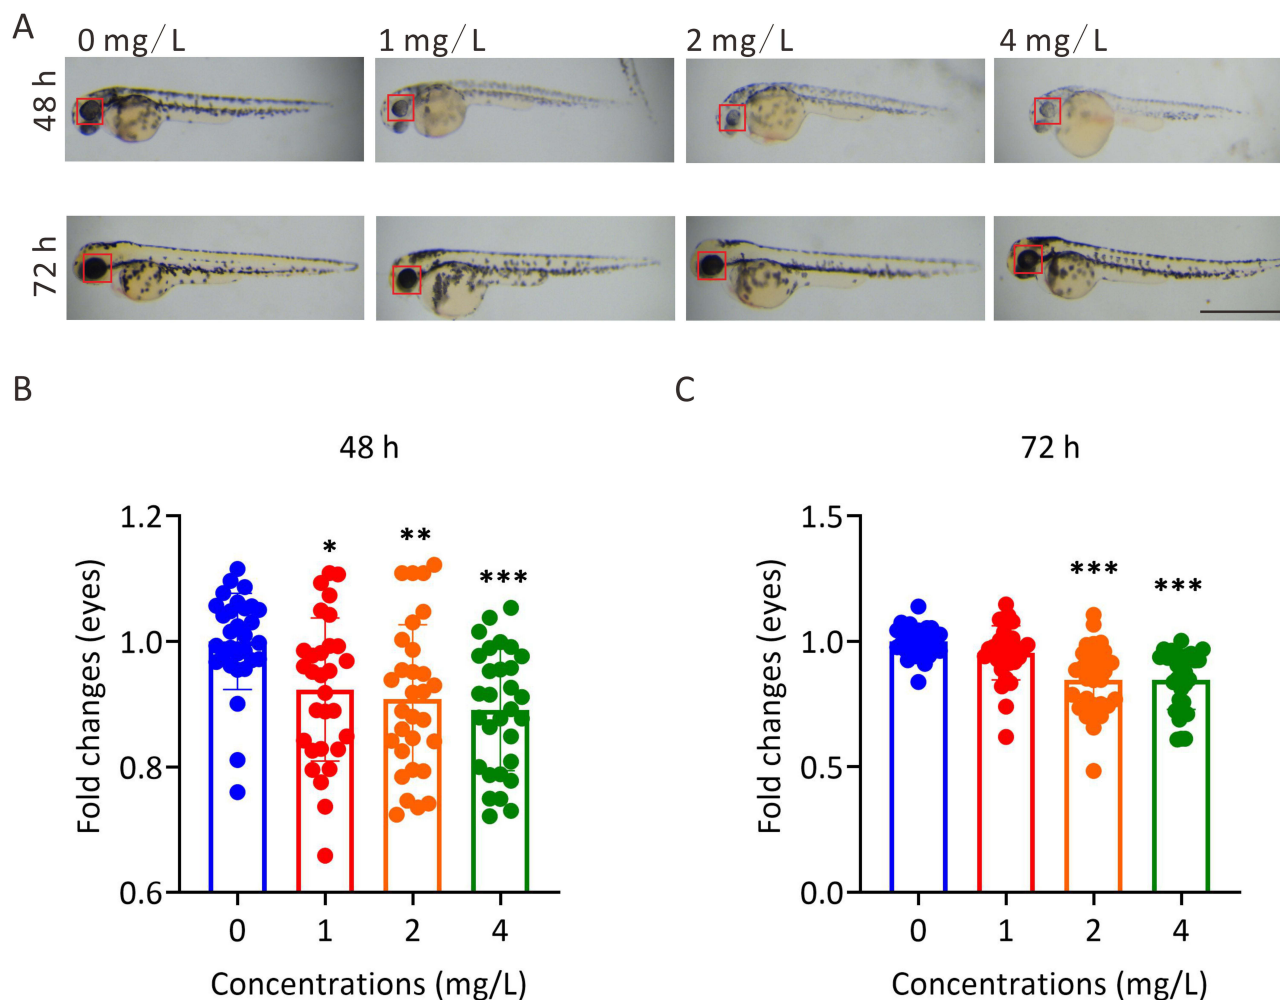 A
0 mg/L 1 mg/L 2 mg/L 4 mg/L
48 h
72 h
B
48 h
Fold changes (eyes)
1.2
1.0
0.8
0.6
* ** ***
0 1 2 4
Concentrations (mg/L)
C
72 h
Fold changes (eyes)
1.5
1.0
0.5
0.0
*** ***
0 1 2 4
Concentrations (mg/L)